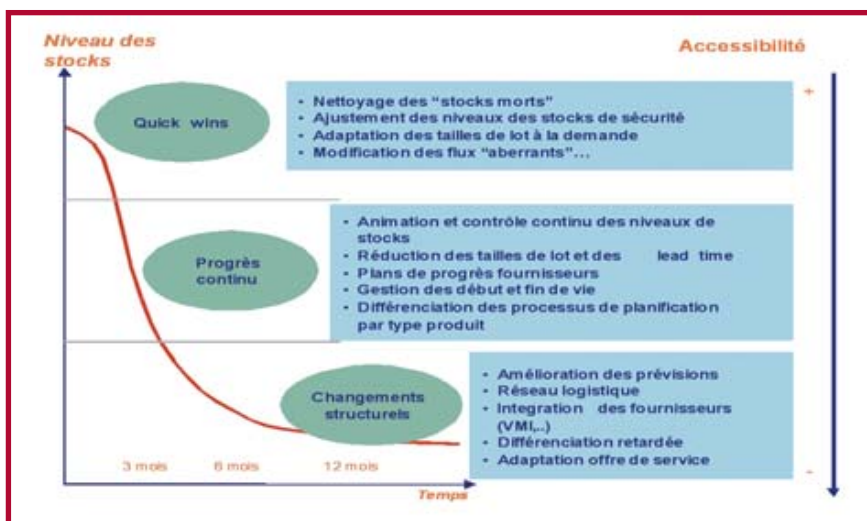 Niveau des
stocks
Accessibilité
+
Quick wins
• Nettoyage des “stocks morts”
• Ajustement des niveaux des stocks de sécurité
• Adaptation des tailles de lot à la demande
• Modification des flux “aberrants”...
Progrès
continu
• Animation et contrôle continu des niveaux de
stocks
• Réduction des tailles de lot et des lead time
• Plans de progrès fournisseurs
• Gestion des début et fin de vie
• Différenciation des processus de planification
par type produit
Changements
structurels
• Amélioration des prévisions
• Réseau logistique
• Integration des fournisseurs
(VMI,..)
• Différenciation retardée
• Adaptation offre de service
-
3 mois 6 mois 12 mois
Temps